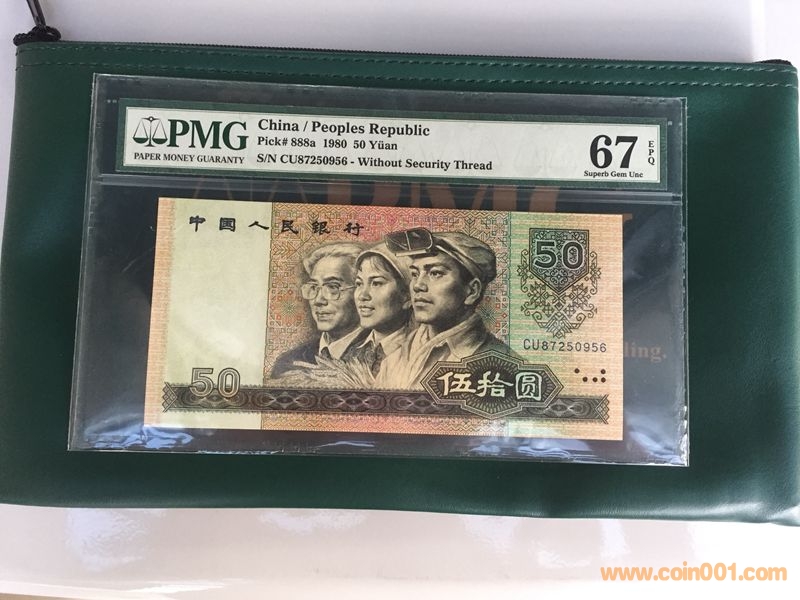 PMG
PAPER MONEY GUARANTY
China / Peoples Republic
Pick# 888a 1980 50 Yüan
S/N CU87250956 - Without Security Thread
67 EPQ
Superb Gem Unc
中国人民银行
50
CU87250956
ling.
50
伍拾圆
www.coin001.com